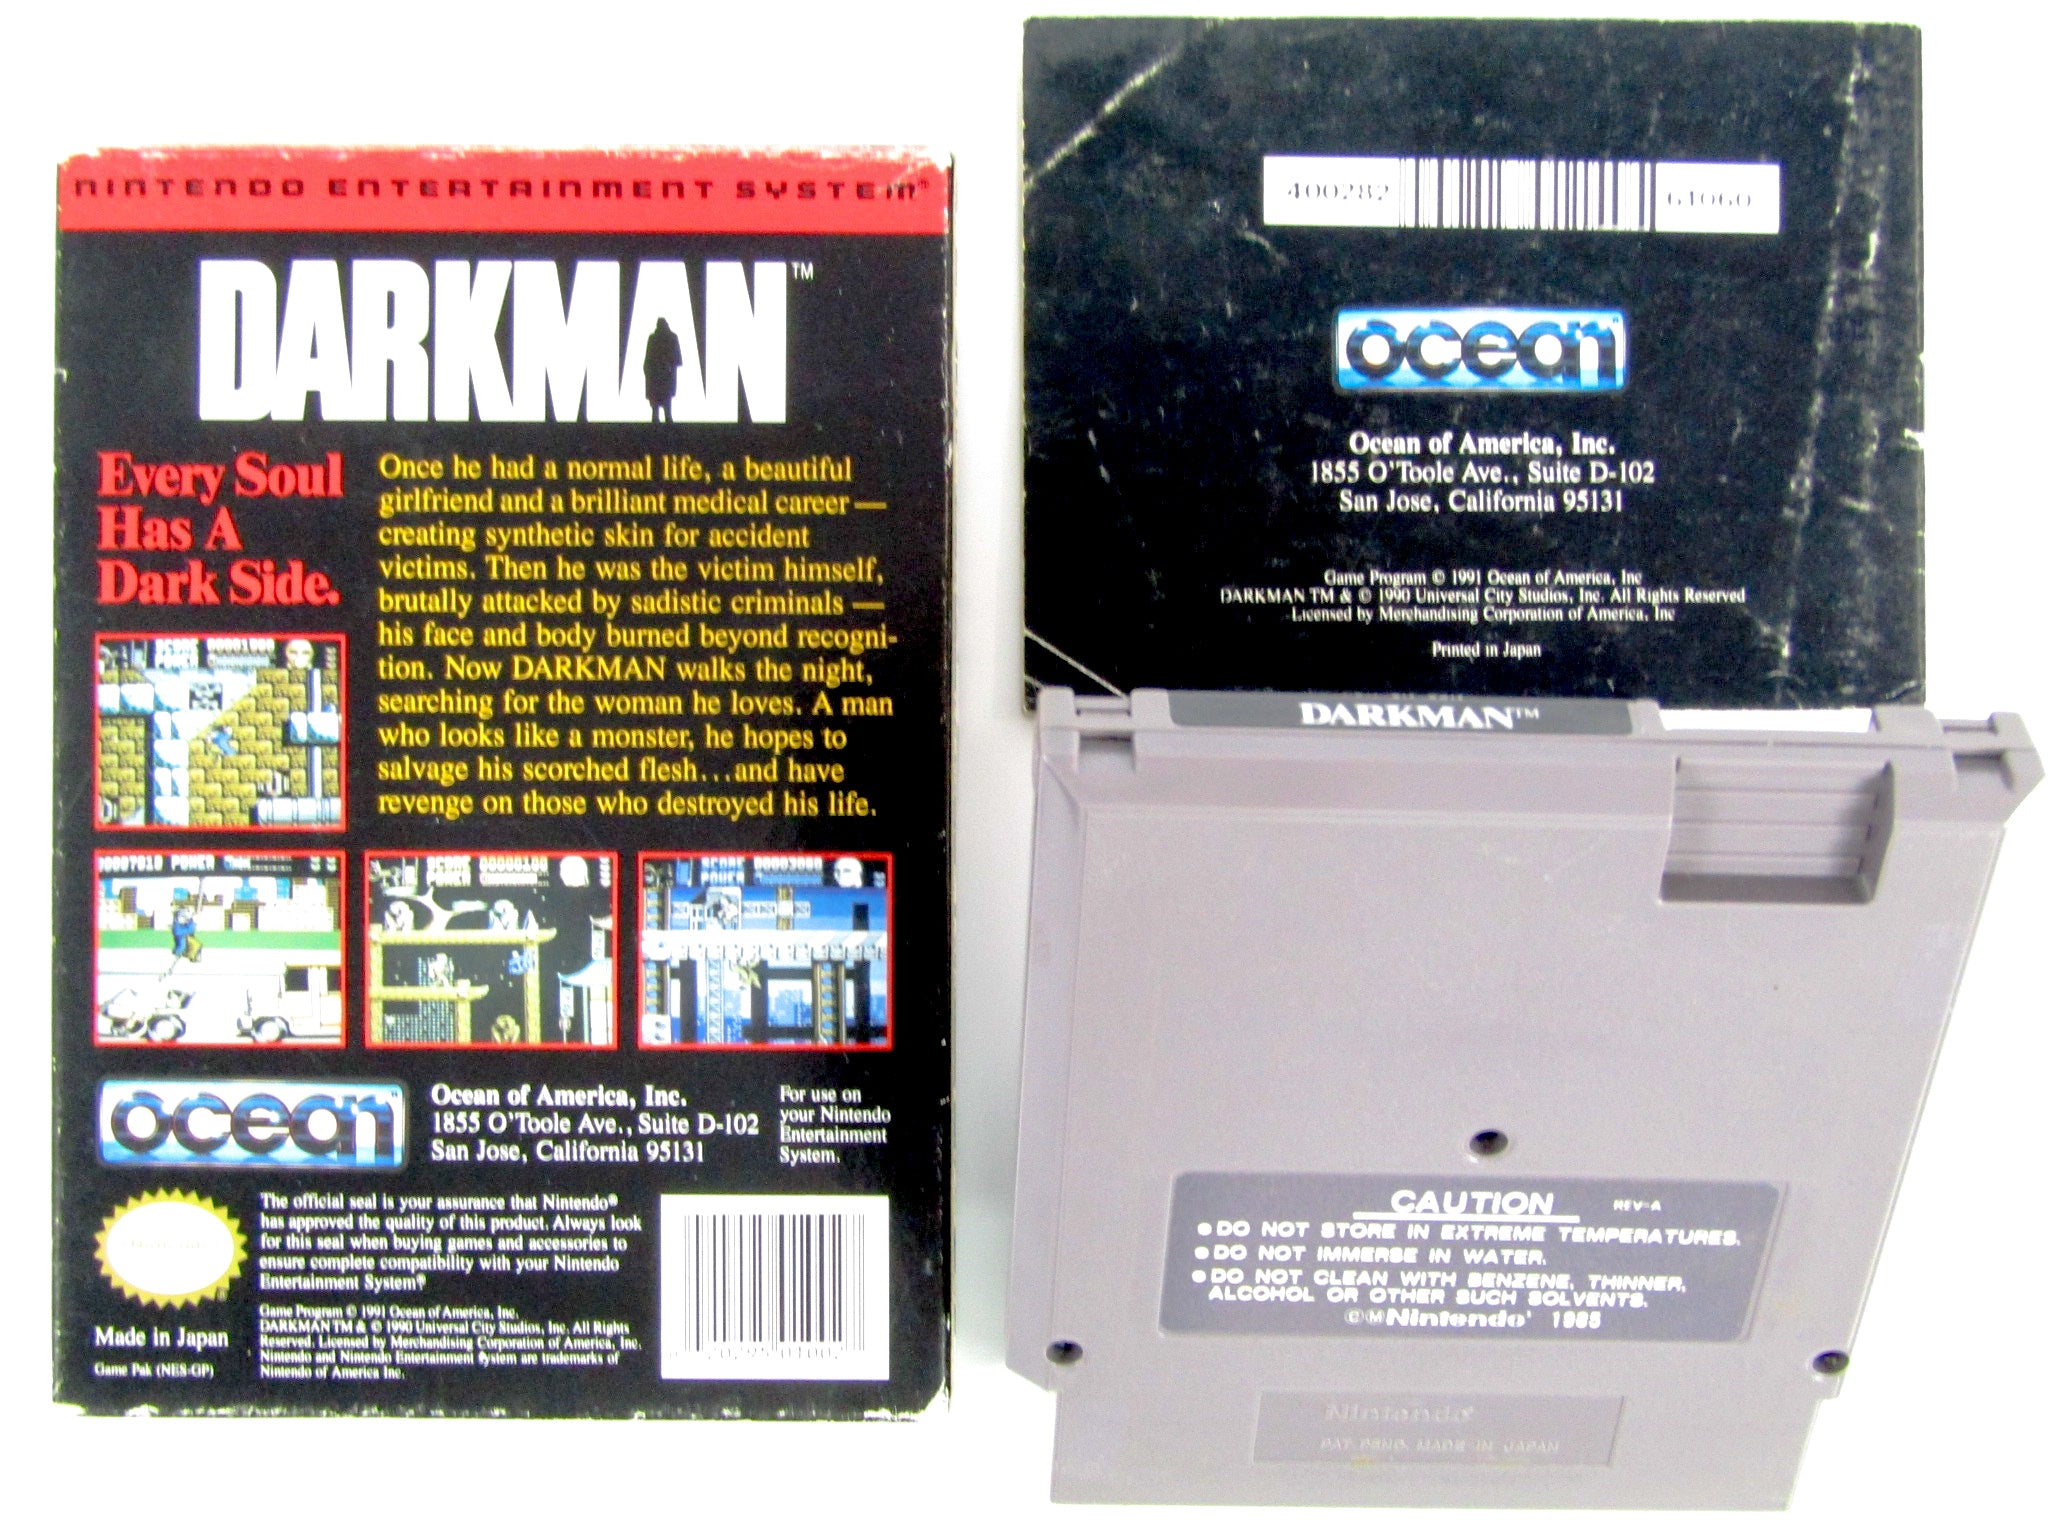 NINTENDO ENTERTAINMENT SYSTEM®
DARKMAN™
Every Soul
Has A
Dark Side.
Once he had a normal life, a beautiful
girlfriend and a brilliant medical career —
creating synthetic skin for accident
victims. Then he was the victim himself,
brutally attacked by sadistic criminals —
his face and body burned beyond recogni-
tion. Now DARKMAN walks the night,
searching for the woman he loves. A man
who looks like a monster, he hopes to
salvage his scorched flesh...and have
revenge on those who destroyed his life.
POWER
SCORE
POWER
ocean
Ocean of America, Inc.
1855 O'Toole Ave., Suite D-102
San Jose, California 95131
For use on
your Nintendo
Entertainment
System.
The official seal is your assurance that Nintendo®
has approved the quality of this product. Always look
for this seal when buying games and accessories to
ensure complete compatibility with your Nintendo
Entertainment System®
Made in Japan
Game Pak (NES-GP)
Game Program © 1991 Ocean of America, Inc.
DARKMAN TM & © 1990 Universal City Studios, Inc. All Rights
Reserved. Licensed by Merchandising Corporation of America, Inc.
Nintendo and Nintendo Entertainment System are trademarks of
Nintendo of America Inc.
400282
61060
ocean™
Ocean of America, Inc.
1855 O'Toole Ave., Suite D-102
San Jose, California 95131
Game Program © 1991 Ocean of America, Inc
DARKMAN TM & © 1990 Universal City Studios, Inc. All Rights Reserved
Licensed by Merchandising Corporation of America, Inc
Printed in Japan
DARKMAN™
CAUTION REV-A
● DO NOT STORE IN EXTREME TEMPERATURES.
● DO NOT IMMERSE IN WATER.
● DO NOT CLEAN WITH BENZENE, THINNER,
ALCOHOL OR OTHER SUCH SOLVENTS.
©Ⓜ Nintendo® 1985
Nintendo®
PAT. PEND. MADE IN JAPAN